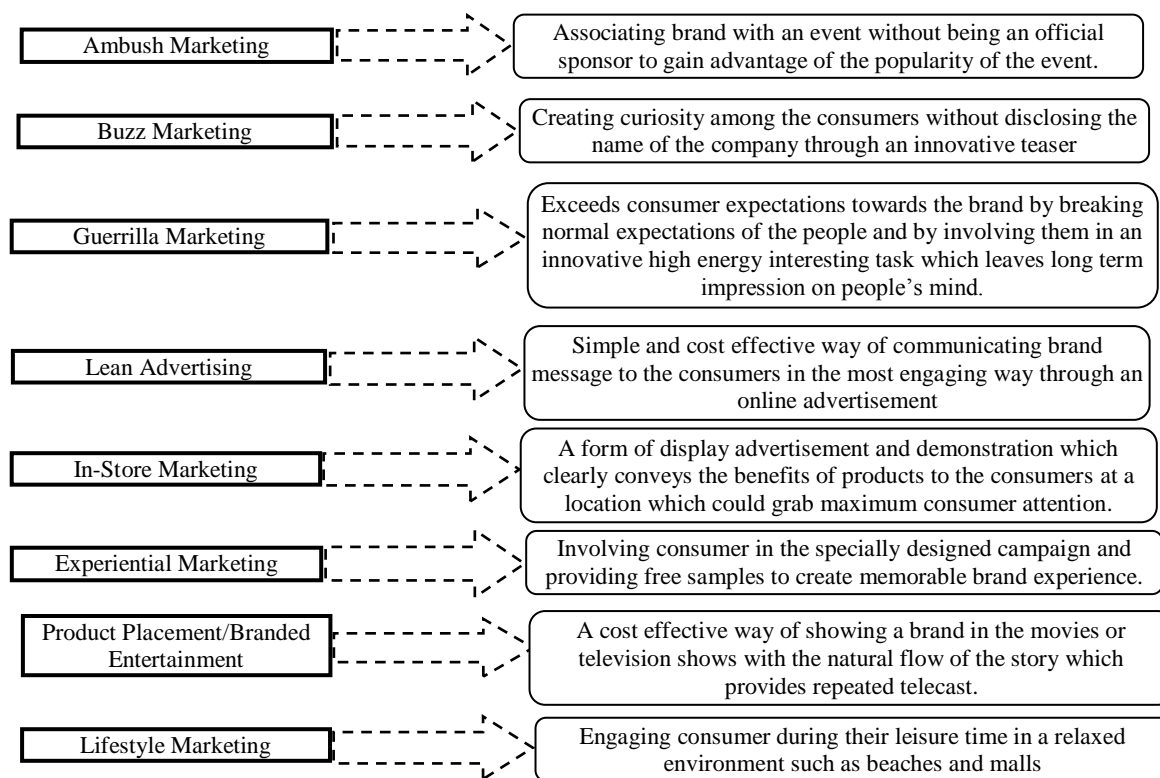 Ambush Marketing
Associating brand with an event without being an official
sponsor to gain advantage of the popularity of the event.
Buzz Marketing
Creating curiosity among the consumers without disclosing the
name of the company through an innovative teaser
Guerrilla Marketing
Exceeds consumer expectations towards the brand by breaking
normal expectations of the people and by involving them in an
innovative high energy interesting task which leaves long term
impression on people's mind.
Lean Advertising
Simple and cost effective way of communicating brand
message to the consumers in the most engaging way through an
online advertisement
In-Store Marketing
A form of display advertisement and demonstration which
clearly conveys the benefits of products to the consumers at a
location which could grab maximum consumer attention.
Experiential Marketing
Involving consumer in the specially designed campaign and
providing free samples to create memorable brand experience.
Product Placement/Branded
Entertainment
A cost effective way of showing a brand in the movies or
television shows with the natural flow of the story which
provides repeated telecast.
Lifestyle Marketing
Engaging consumer during their leisure time in a relaxed
environment such as beaches and malls